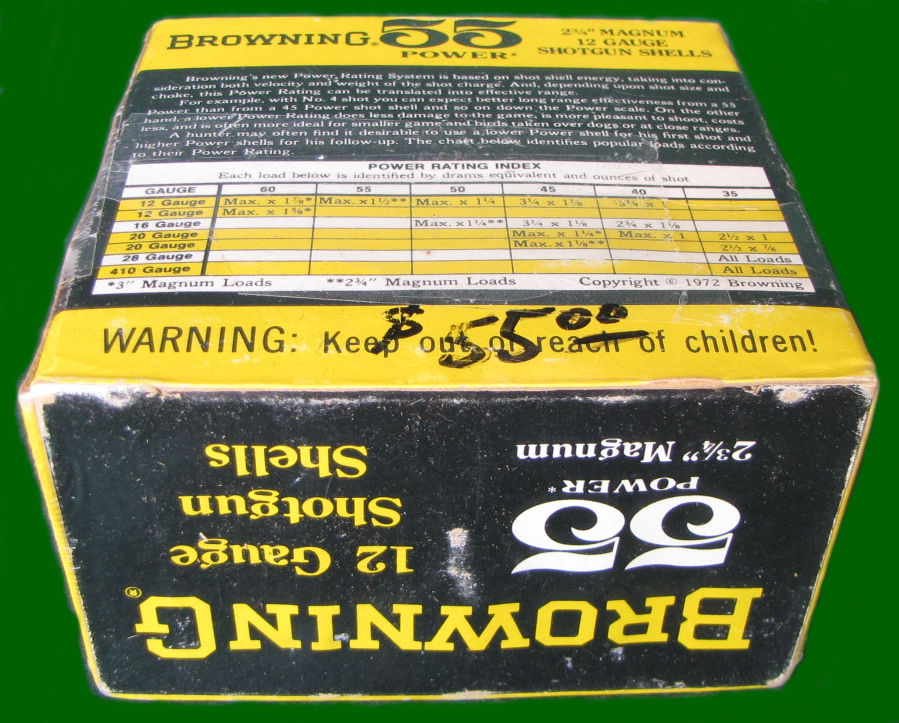 BROWNING® 55 POWER*
2¾" MAGNUM
12 GAUGE
SHOTGUN SHELLS
Browning's new Power Rating System is based on shot shell energy, taking into con-
sideration both velocity and weight of the shot charge. And, depending upon shot size and
choke, this Power Rating can be translated into effective range.
For example, with No. 4 shot you can expect better long range effectiveness from a 55
Power than from a 45 Power shot shell and so on down the Power scale. On the other
hand, a lower Power Rating does less damage to the game, is more pleasant to shoot, costs
less, and is often more ideal for smaller game and birds taken over dogs or at close ranges.
A hunter may often find it desirable to use a lower Power shell for his first shot and
higher Power shells for his follow-up. The chart below identifies popular loads according
to their Power Rating.
POWER RATING INDEX
Each load below is identified by drams equivalent and ounces of shot
GAUGE 60 55 50 45 40 35
12 Gauge Max. x 1⅞* Max. x 1½** Max. x 1¼ 3¼ x 1⅛ 3¼ x 1
12 Gauge Max. x 1⅝*
16 Gauge Max. x 1¼** 3¼ x 1⅛ 2¾ x 1⅛
20 Gauge Max. x 1¼* Max. x 1 2½ x 1
20 Gauge Max. x 1⅛** 2½ x ⅞
28 Gauge All Loads
410 Gauge All Loads
*3" Magnum Loads **2¾" Magnum Loads Copyright © 1972 Browning
$ 55.00
WARNING: Keep out of reach of children!
BROWNING®
55
POWER*
2¾" Magnum
12 Gauge
Shotgun
Shells